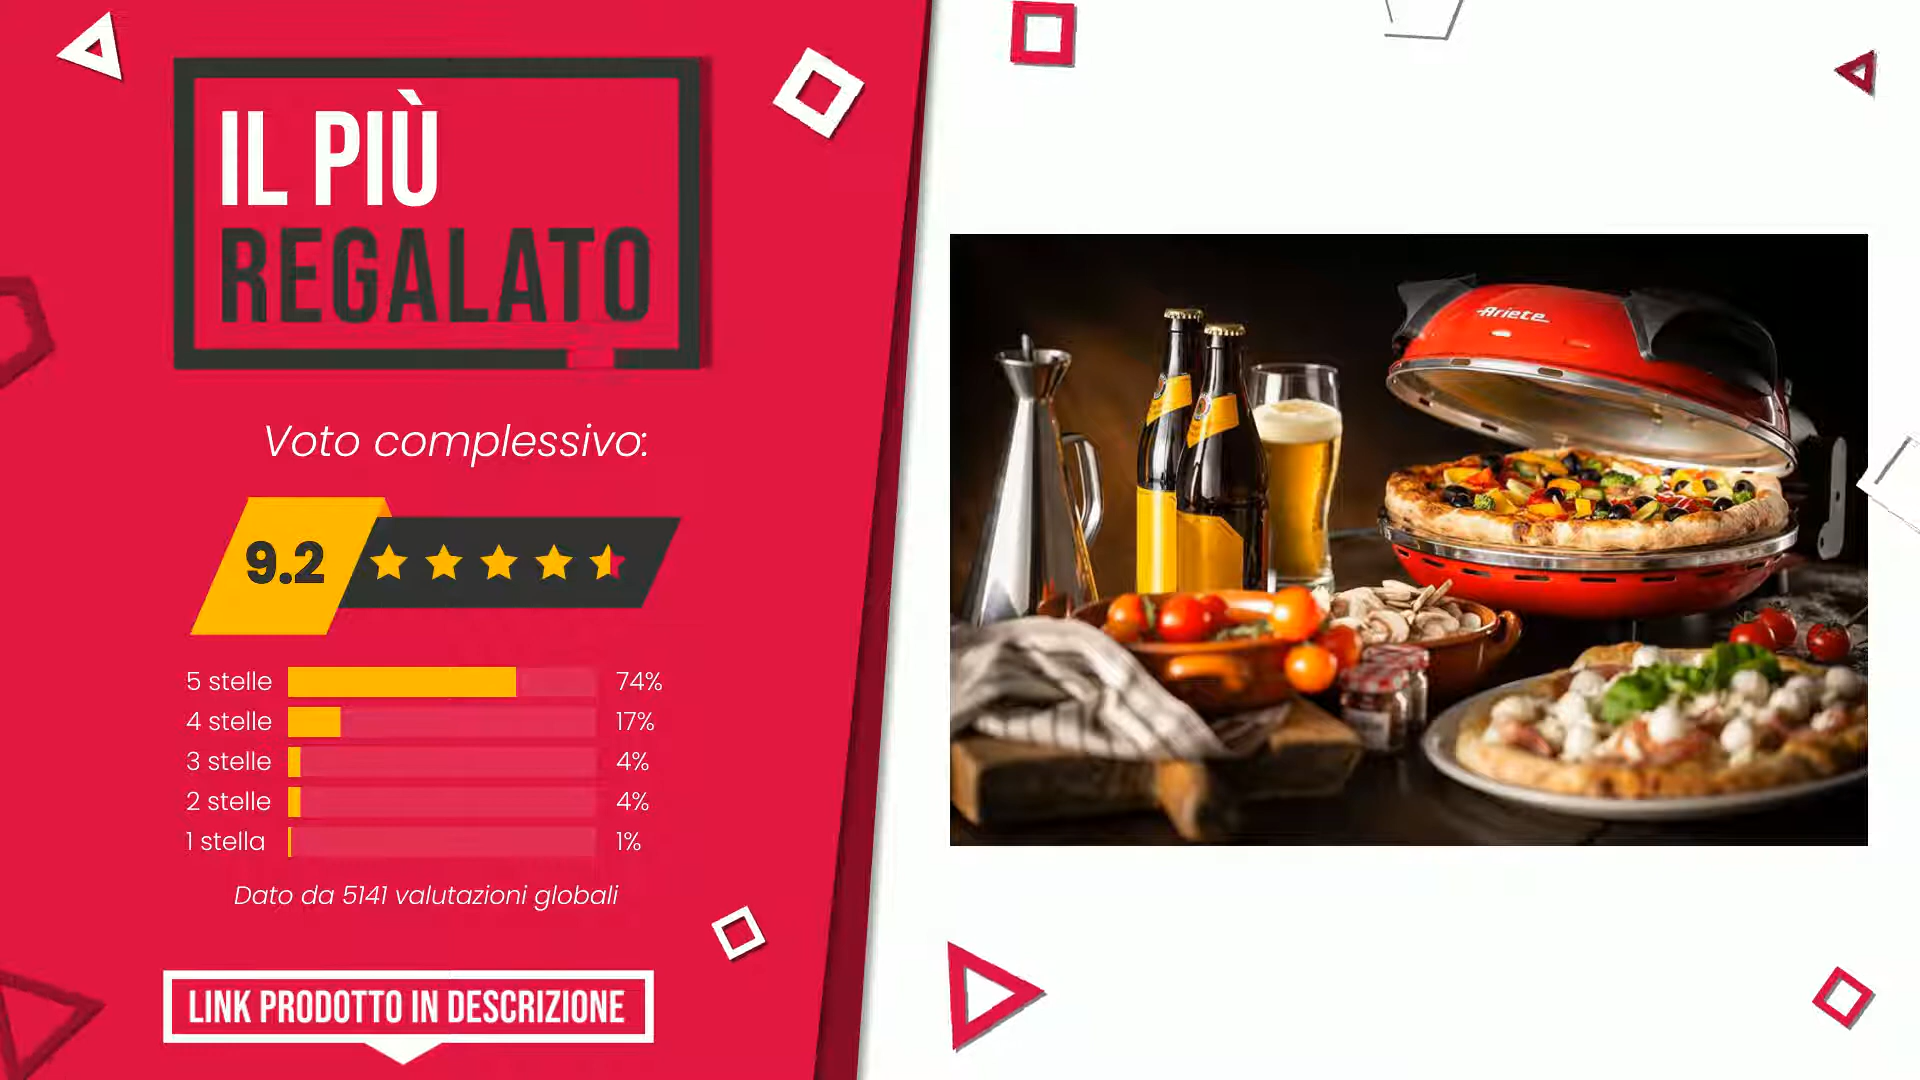 IL PIÙ
REGALATO
Voto complessivo:
9.2
5 stelle 74%
4 stelle 17%
3 stelle 4%
2 stelle 4%
1 stella 1%
Dato da 5141 valutazioni globali
LINK PRODOTTO IN DESCRIZIONE
Ariete